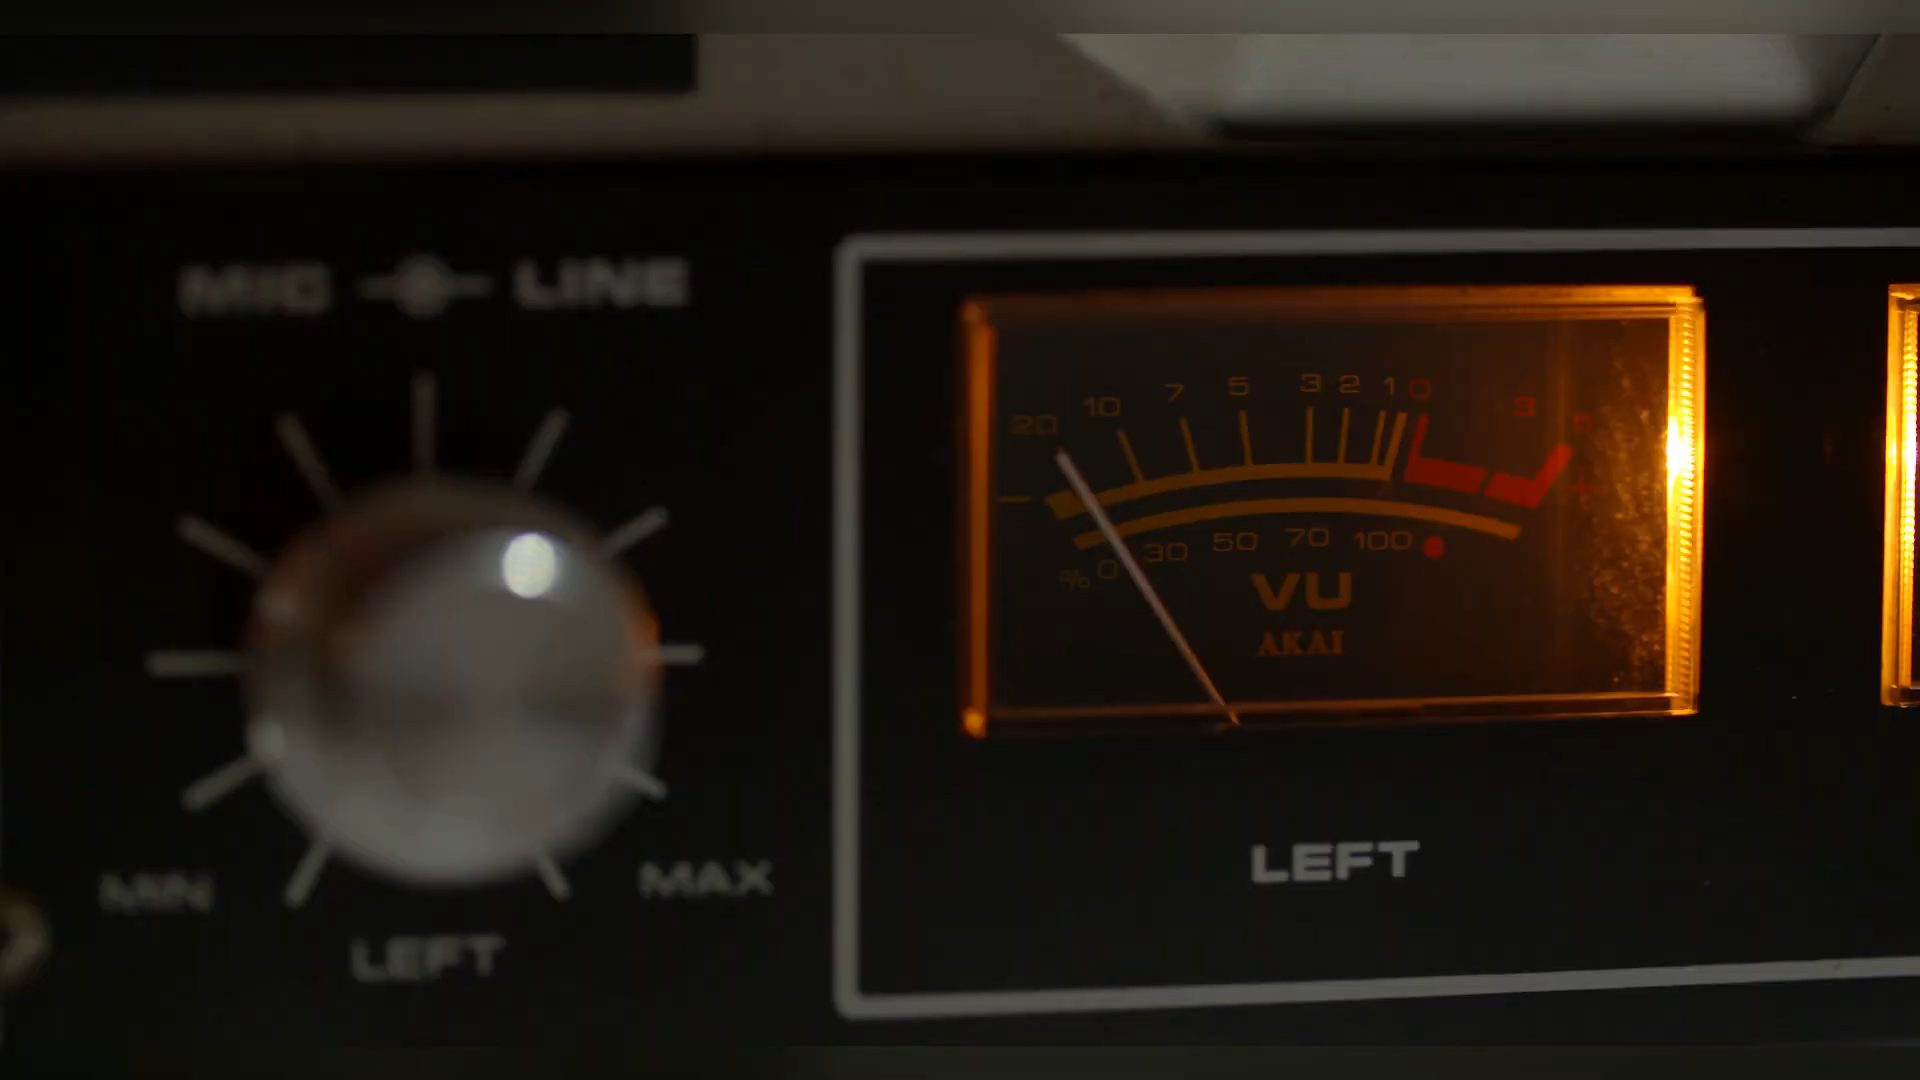 MIC LINE
MIN MAX
LEFT
20 10 7 5 3 2 1 0 3
- +
% 0 30 50 70 100
VU
AKAI
LEFT